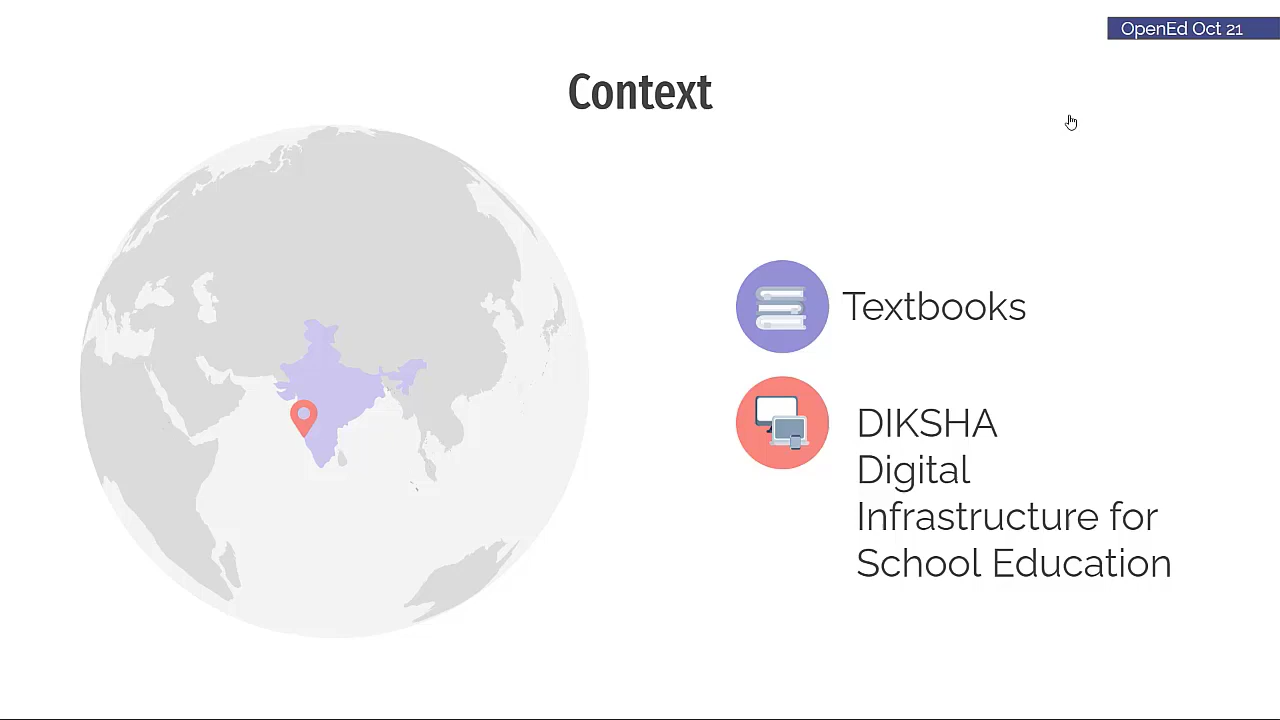 OpenEd Oct 21
Context
Textbooks
DIKSHA
Digital
Infrastructure for
School Education